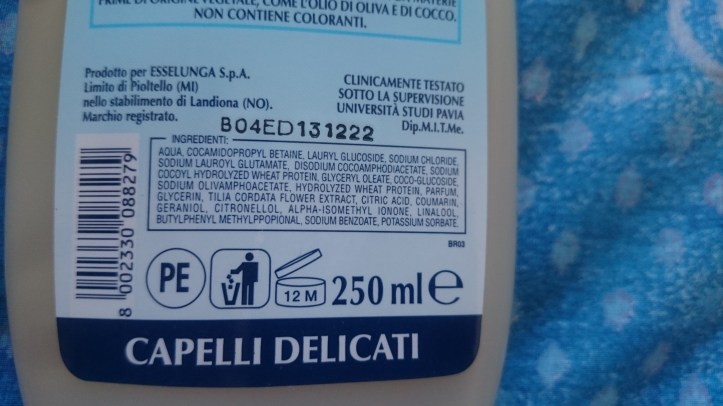 PRIME DI ORIGINE VEGETALE, COME L'OLIO DI OLIVA E DI COCCO.
NON CONTIENE COLORANTI.
Prodotto per ESSELUNGA S.p.A.
Limito di Pioltello (MI)
nello stabilimento di Landiona (NO).
Marchio registrato.
CLINICAMENTE TESTATO
SOTTO LA SUPERVISIONE
UNIVERSITÀ STUDI PAVIA
Dip.M.I.T.Me.
B04ED131222
INGREDIENTI:
AQUA, COCAMIDOPROPYL BETAINE, LAURYL GLUCOSIDE, SODIUM CHLORIDE,
SODIUM LAUROYL GLUTAMATE, DISODIUM COCOAMPHODIACETATE, SODIUM
COCOYL HYDROLYZED WHEAT PROTEIN, GLYCERYL OLEATE, COCO-GLUCOSIDE,
SODIUM OLIVAMPHOACETATE, HYDROLYZED WHEAT PROTEIN, PARFUM,
GLYCERIN, TILIA CORDATA FLOWER EXTRACT, CITRIC ACID, COUMARIN,
GERANIOL, CITRONELLOL, ALPHA-ISOMETHYL IONONE, LINALOOL,
BUTYLPHENYL METHYLPPOPIONAL, SODIUM BENZOATE, POTASSIUM SORBATE.
BR03
8 002330 088279
PE
12 M
250 ml e
CAPELLI DELICATI